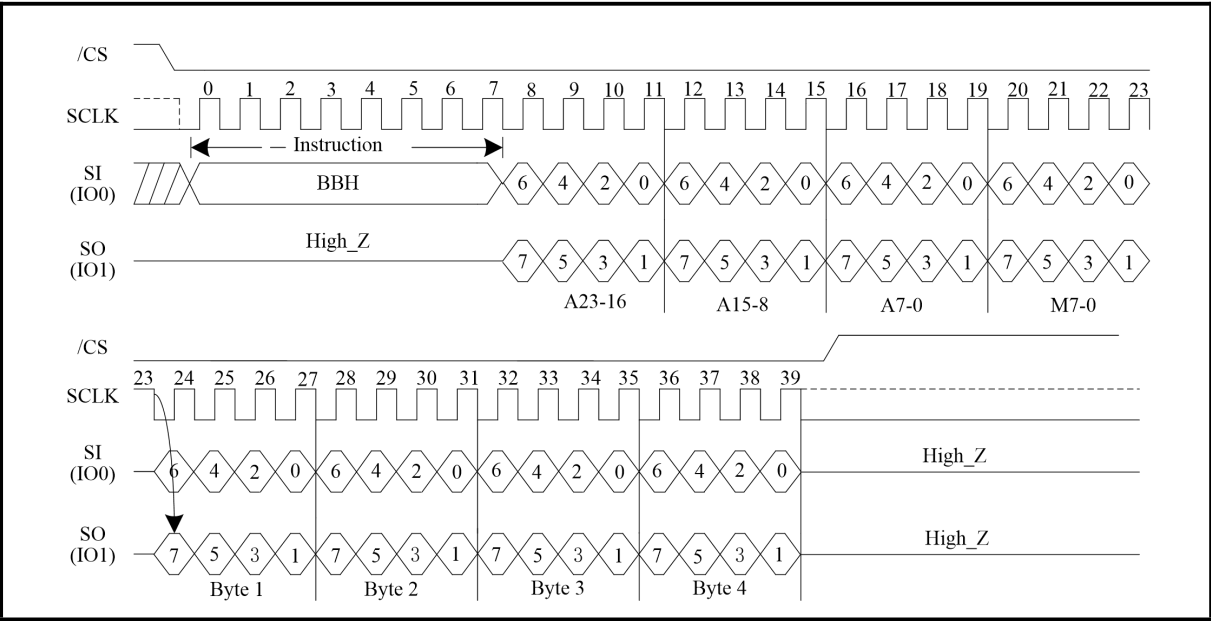 /CS
0 1 2 3 4 5 6 7 8 9 10 11 12 13 14 15 16 17 18 19 20 21 22 23
SCLK
Instruction
SI
(IO0)
BBH 6 4 2 0 6 4 2 0 6 4 2 0 6 4 2 0
High_Z
SO
(IO1)
7 5 3 1 7 5 3 1 7 5 3 1 7 5 3 1
A23-16 A15-8 A7-0 M7-0
/CS
23 24 25 26 27 28 29 30 31 32 33 34 35 36 37 38 39
SCLK
SI
(IO0)
6 4 2 0 6 4 2 0 6 4 2 0 6 4 2 0 High_Z
SO
(IO1)
7 5 3 1 7 5 3 1 7 5 3 1 7 5 3 1 High_Z
Byte 1 Byte 2 Byte 3 Byte 4